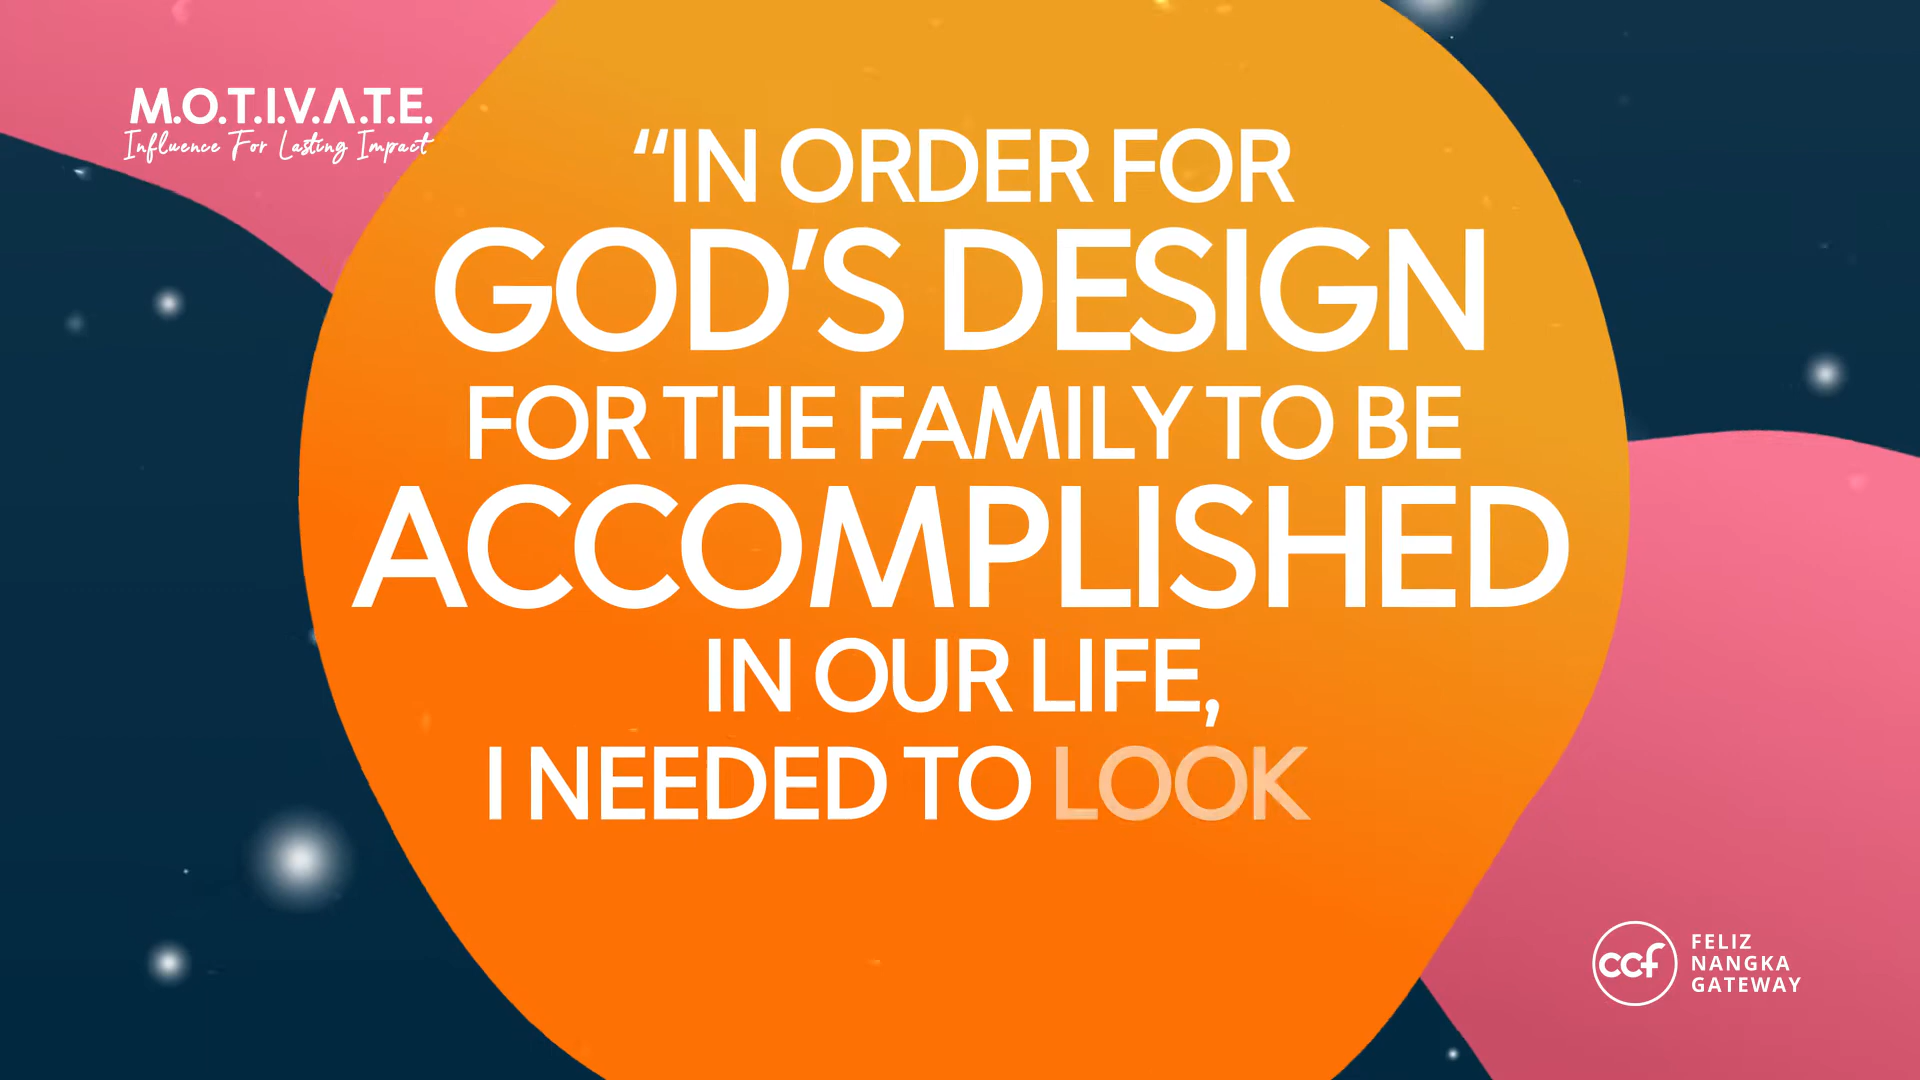 M.O.T.I.V.A.T.E.
Influence For Lasting Impact
“IN ORDER FOR
GOD’S DESIGN
FOR THE FAMILY TO BE
ACCOMPLISHED
IN OUR LIFE,
I NEEDED TO LOOK
ccf
FELIZ
NANGKA
GATEWAY